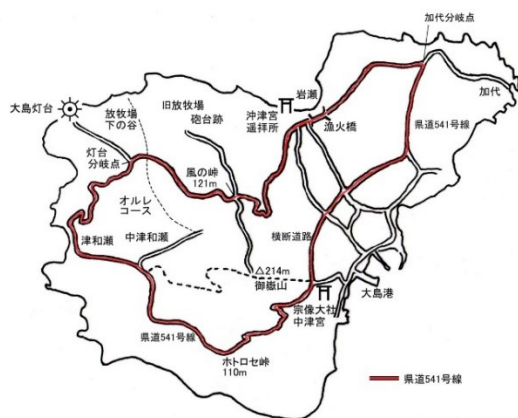 加代分岐点
岩瀬
加代
大島灯台
放牧場
下の谷
旧放牧場
砲台跡
沖津宮
遥拝所
漁火橋
県道541号線
灯台
分岐点
風の峠
121m
オルレ
コース
津和瀬
中津和瀬
横断道路
△214m
御嶽山
大島港
宗像大社
中津宮
県道541号線
ホトロセ峠
110m
県道541号線